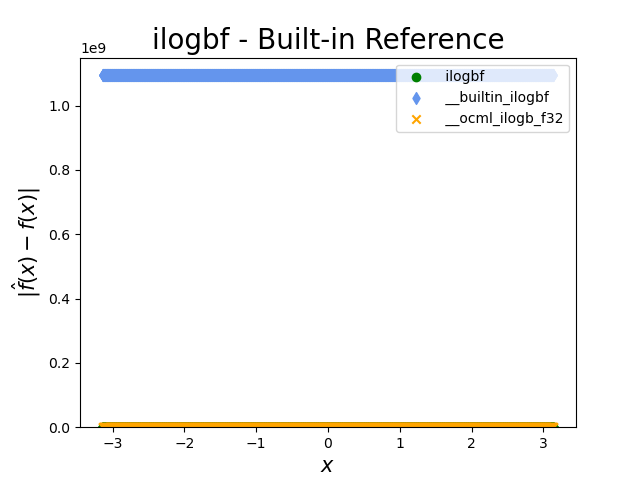 ilogbf - Built-in Reference
1e9
ilogbf
__builtin_ilogbf
__ocml_ilogb_f32
1.0
0.8
0.6
0.4
0.2
0.0
|f̂(x) − f(x)|
−3 −2 −1 0 1 2 3
x